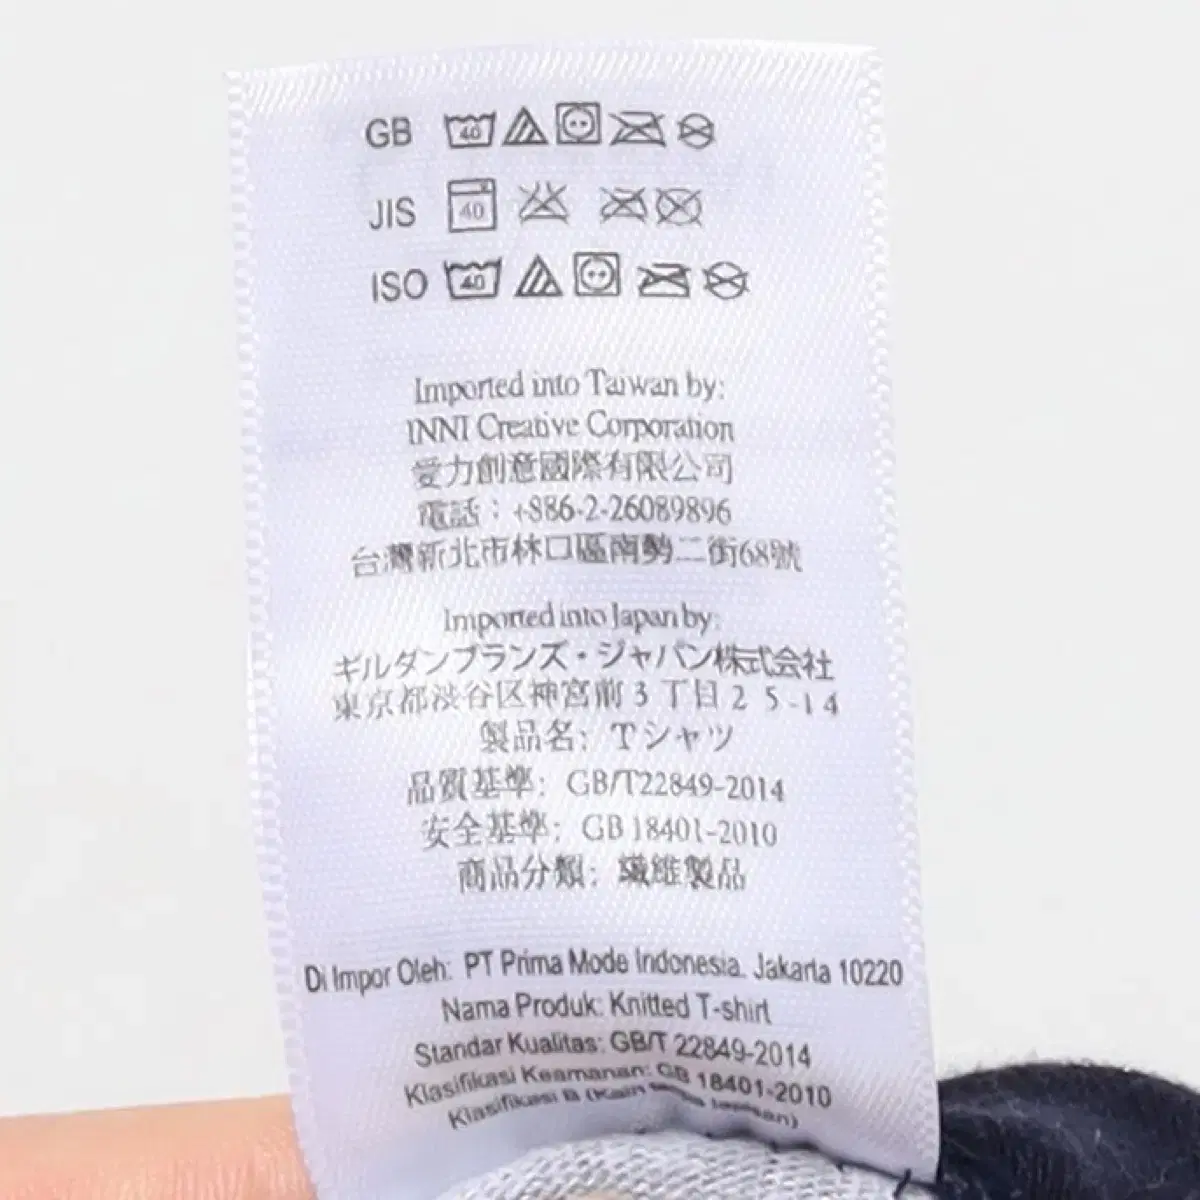 GB 40
JIS 40
ISO 40
Imported into Taiwan by:
INNI Creative Corporation
愛力創意國際有限公司
電話：+886-2-26089896
台灣新北市林口區南勢二街68號
Imported into Japan by:
ギルダンブランズ・ジャパン株式会社
東京都渋谷区神宮前3丁目25-14
製品名: Tシャツ
品質基準: GB/T22849-2014
安全基準: GB 18401-2010
商品分類: 繊維製品
Di Impor Oleh: PT Prima Mode Indonesia. Jakarta 10220
Nama Produk: Knitted T-shirt
Standar Kualitas: GB/T 22849-2014
Klasifikasi Keamanan: GB 18401-2010
Klasifikasi B (Kain